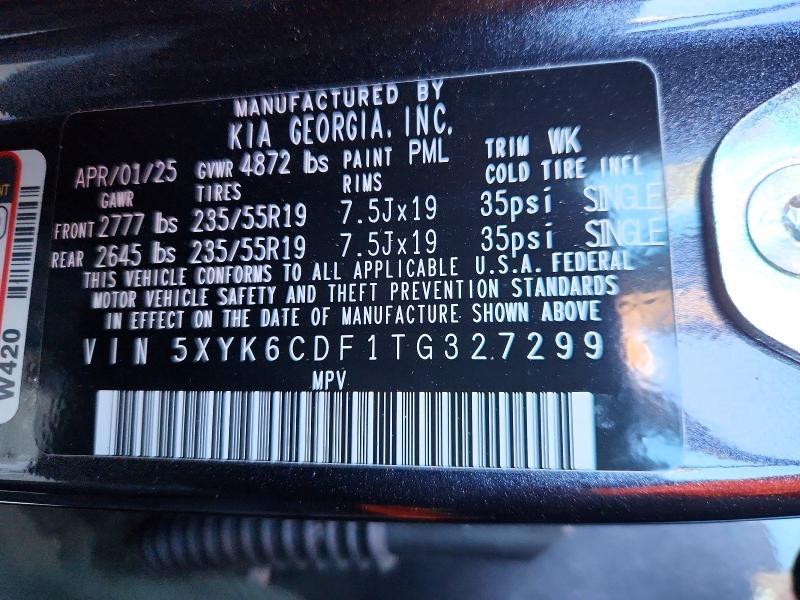 MANUFACTURED BY
KIA GEORGIA, INC.
APR/01/25 GVWR 4872 lbs PAINT PML TRIM WK
GAWR TIRES RIMS COLD TIRE INFL
FRONT 2777 lbs 235/55R19 7.5Jx19 35psi SINGLE
REAR 2645 lbs 235/55R19 7.5Jx19 35psi SINGLE
THIS VEHICLE CONFORMS TO ALL APPLICABLE U.S.A. FEDERAL
MOTOR VEHICLE SAFETY AND THEFT PREVENTION STANDARDS
IN EFFECT ON THE DATE OF MANUFACTURE SHOWN ABOVE
VIN 5XYK6CDF1TG327299
MPV
W420